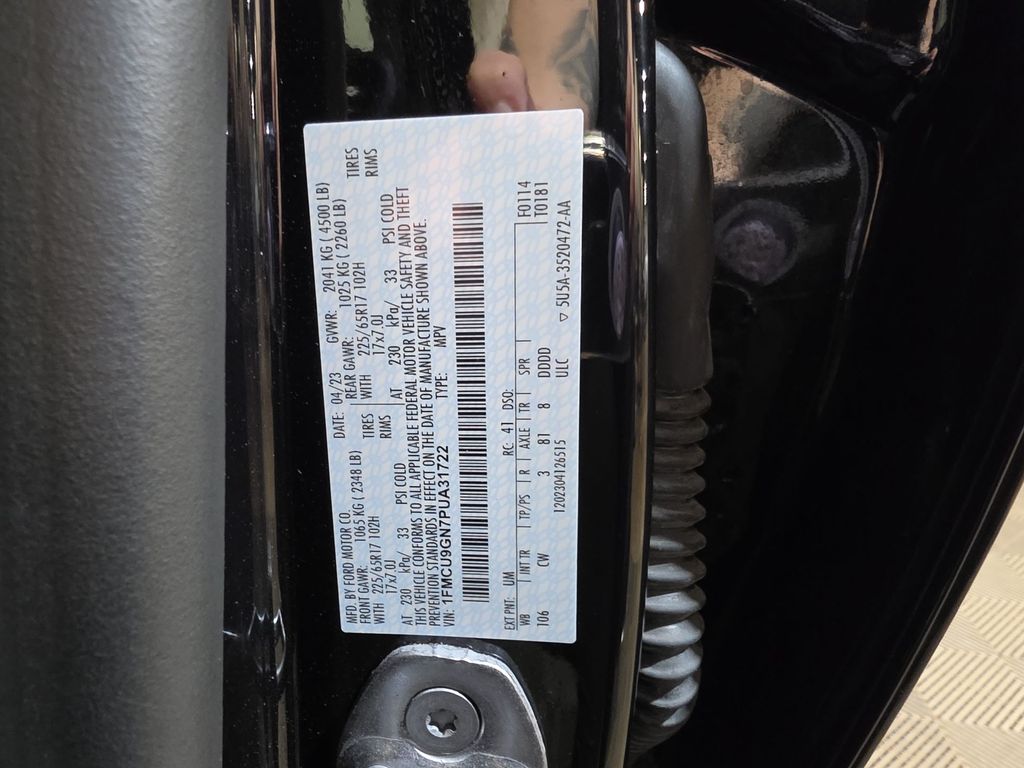 MFD. BY FORD MOTOR CO.
DATE: 04/23 GVWR: 2041 KG ( 4500 LB)
FRONT GAWR: 1065 KG ( 2348 LB) REAR GAWR: 1025 KG ( 2260 LB)
WITH 225/65R17 102H TIRES WITH 225/65R17 102H TIRES
17x7.0J RIMS 17x7.0J RIMS
AT 230 kPa/ 33 PSI COLD AT 230 kPa/ 33 PSI COLD
THIS VEHICLE CONFORMS TO ALL APPLICABLE FEDERAL MOTOR VEHICLE SAFETY AND THEFT
PREVENTION STANDARDS IN EFFECT ON THE DATE OF MANUFACTURE SHOWN ABOVE.
VIN: 1FMCU9GN7PUA31722 TYPE: MPV
EXT PNT: UM RC: 41 DSO: F0114
WB INT TR TP/PS R AXLE TR SPR T0181
106 CW 3 81 8 DDDD
1202304126515 ULC ▽ 5U5A-3520472-AA